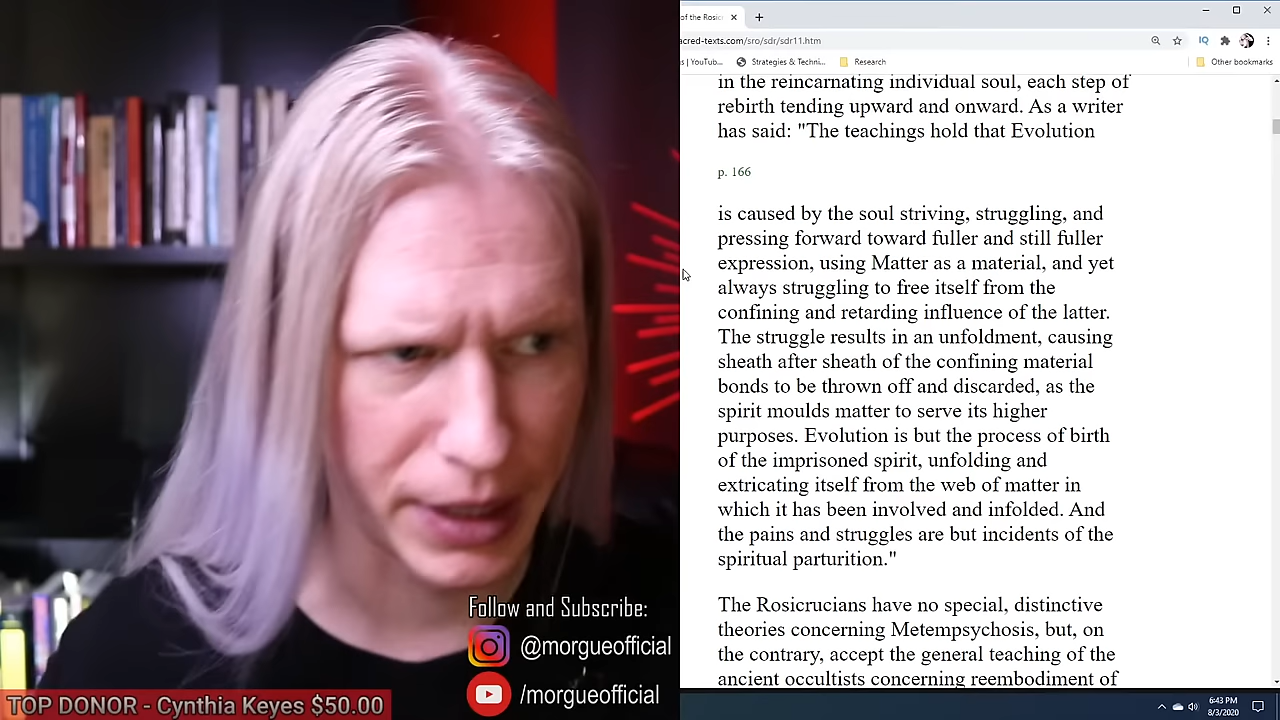 of the Rosicr
acred-texts.com/sro/sdr/sdr11.htm
IQ
s | YouTub...
Strategies & Techni...
Research
Other bookmarks
in the reincarnating individual soul, each step of
rebirth tending upward and onward. As a writer
has said: "The teachings hold that Evolution
p. 166
is caused by the soul striving, struggling, and
pressing forward toward fuller and still fuller
expression, using Matter as a material, and yet
always struggling to free itself from the
confining and retarding influence of the latter.
The struggle results in an unfoldment, causing
sheath after sheath of the confining material
bonds to be thrown off and discarded, as the
spirit moulds matter to serve its higher
purposes. Evolution is but the process of birth
of the imprisoned spirit, unfolding and
extricating itself from the web of matter in
which it has been involved and infolded. And
the pains and struggles are but incidents of the
spiritual parturition."
The Rosicrucians have no special, distinctive
theories concerning Metempsychosis, but, on
the contrary, accept the general teaching of the
ancient occultists concerning reembodiment of
Follow and Subscribe:
@morgueofficial
/morgueofficial
TOP DONOR - Cynthia Keyes $50.00
6:43 PM
8/3/2020